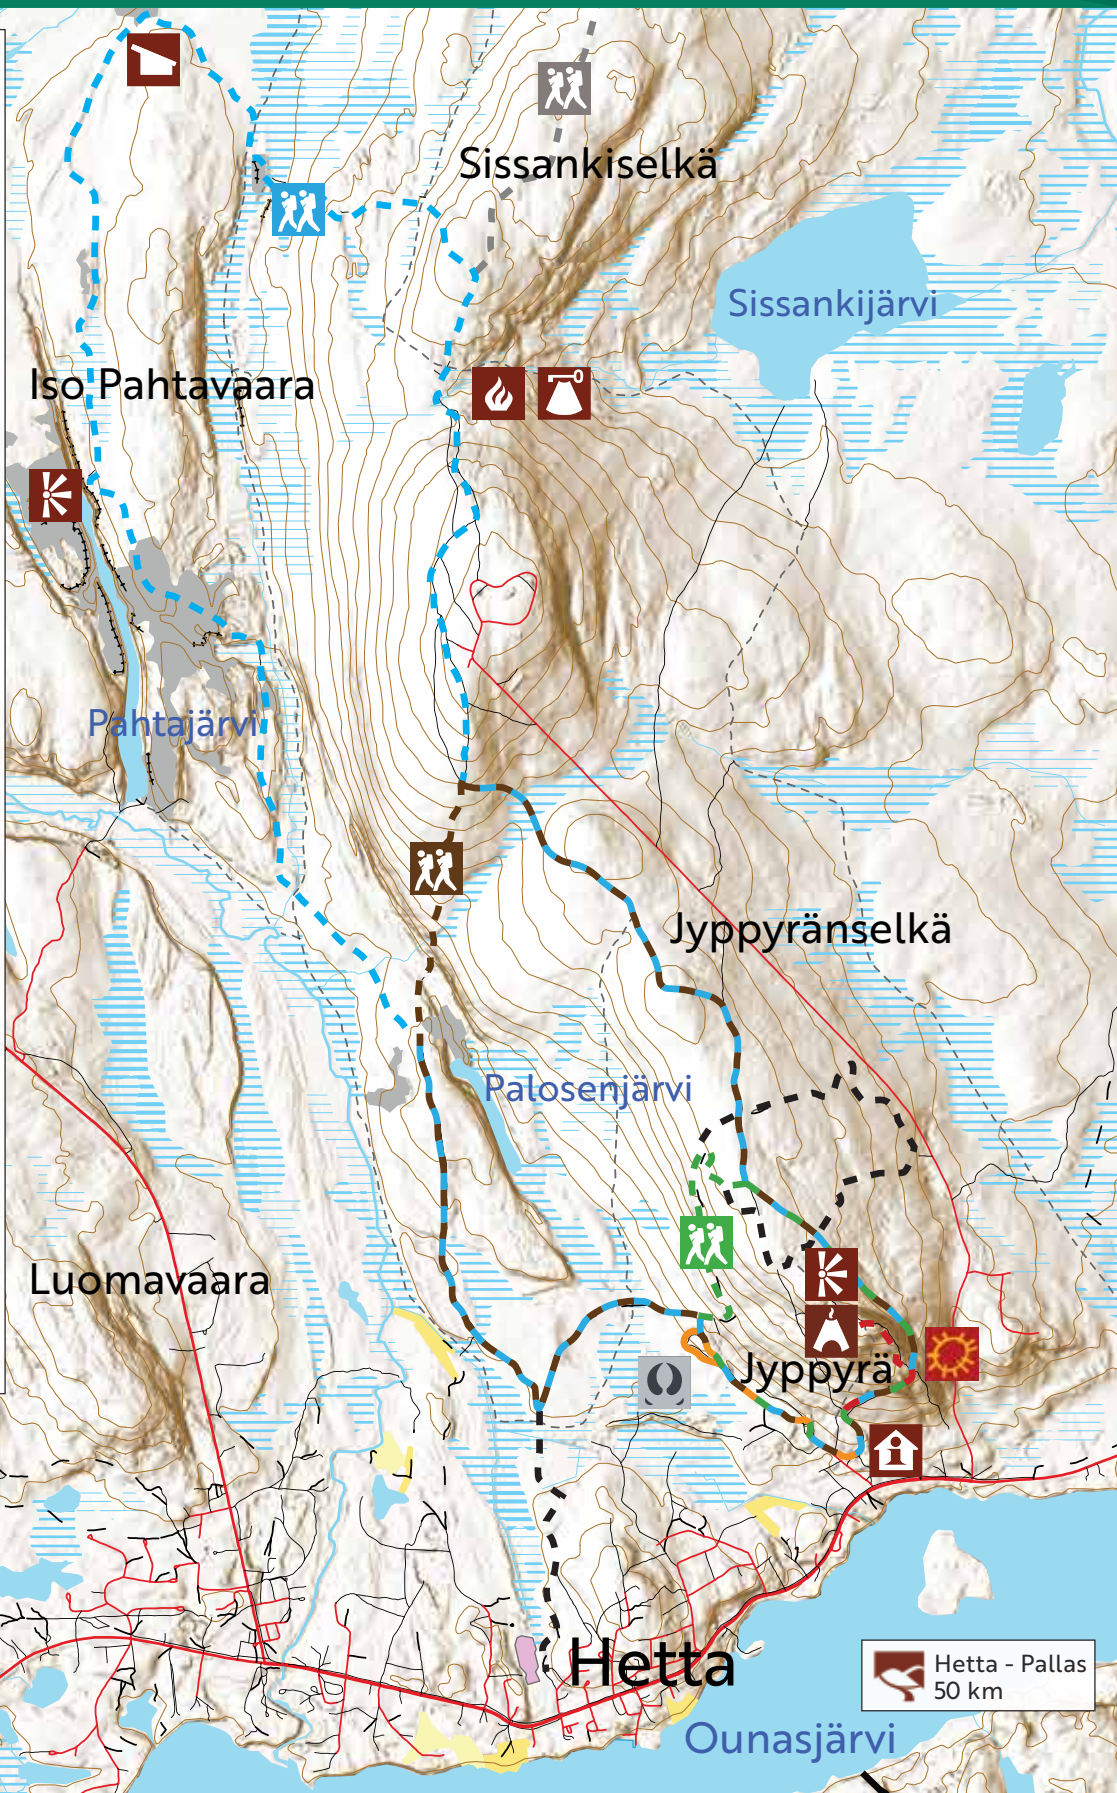 Sissankiselkä
Sissankijärvi
Iso Pahtavaara
Pahtajärvi
Jyppyränselkä
Palosenjärvi
Luomavaara
Jyppyrä
Hetta
Hetta - Pallas
50 km
Ounasjärvi